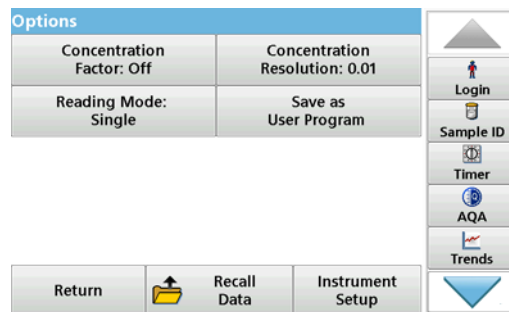 Options
Concentration
Factor: Off
Concentration
Resolution: 0.01
Reading Mode:
Single
Save as
User Program
Return
Recall
Data
Instrument
Setup
Login
Sample ID
Timer
AQA
Trends